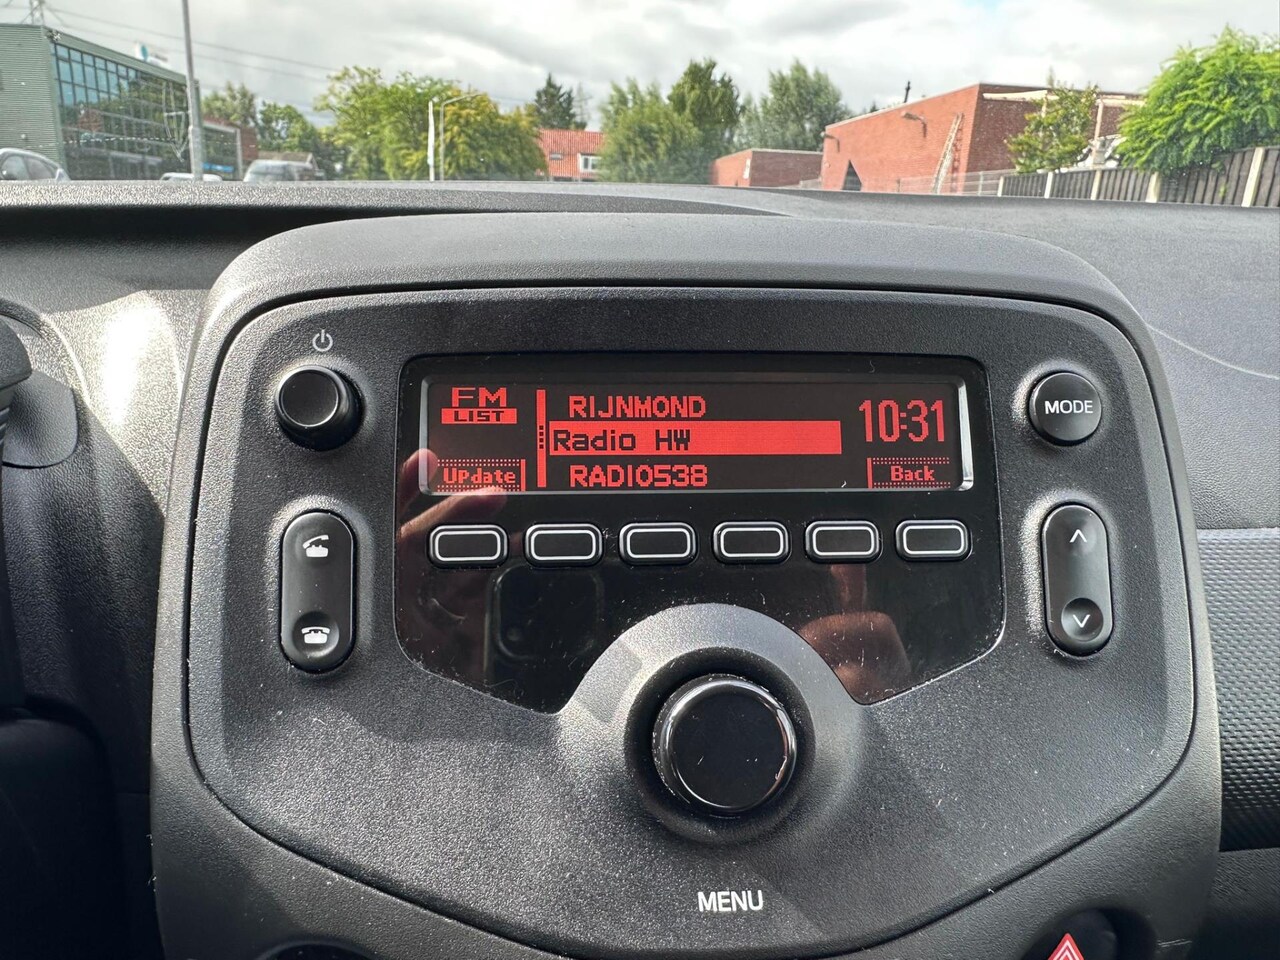 FM
LIST
RIJNMOND
Radio HW
RADIO538
10:31
Update
Back
MODE
MENU